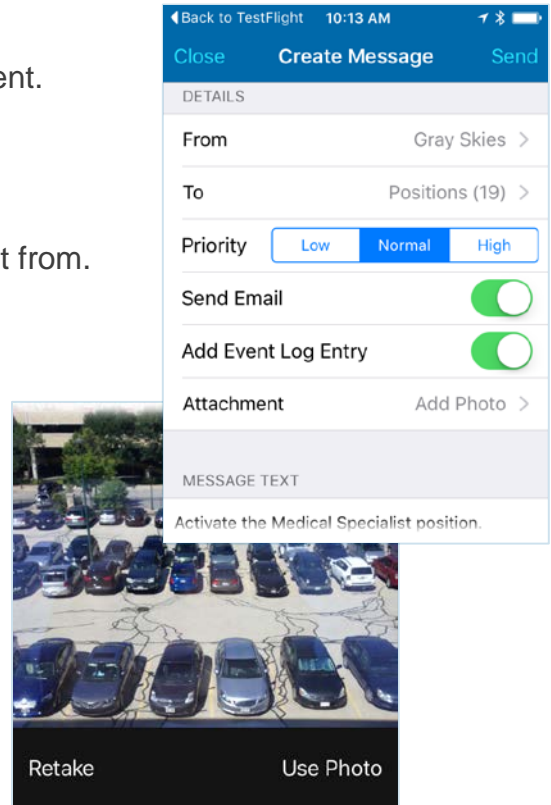 ent.
t from.
Back to TestFlight 10:13 AM
Close Create Message Send
DETAILS
From Gray Skies >
To Positions (19) >
Priority Low Normal High
Send Email
Add Event Log Entry
Attachment Add Photo >
MESSAGE TEXT
Activate the Medical Specialist position.
Retake Use Photo